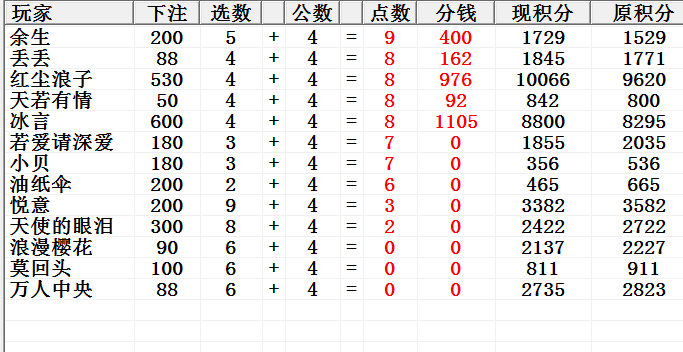 玩家 下注 选数 公数 点数 分钱 现积分 原积分
余生 200 5 + 4 = 9 400 1729 1529
丢丢 88 4 + 4 = 8 162 1845 1771
红尘浪子 530 4 + 4 = 8 976 10066 9620
天若有情 50 4 + 4 = 8 92 842 800
冰言 600 4 + 4 = 8 1105 8800 8295
若爱请深爱 180 3 + 4 = 7 0 1855 2035
小贝 180 3 + 4 = 7 0 356 536
油纸伞 200 2 + 4 = 6 0 465 665
悦意 200 9 + 4 = 3 0 3382 3582
天使的眼泪 300 8 + 4 = 2 0 2422 2722
浪漫樱花 90 6 + 4 = 0 0 2137 2227
莫回头 100 6 + 4 = 0 0 811 911
万人中央 88 6 + 4 = 0 0 2735 2823